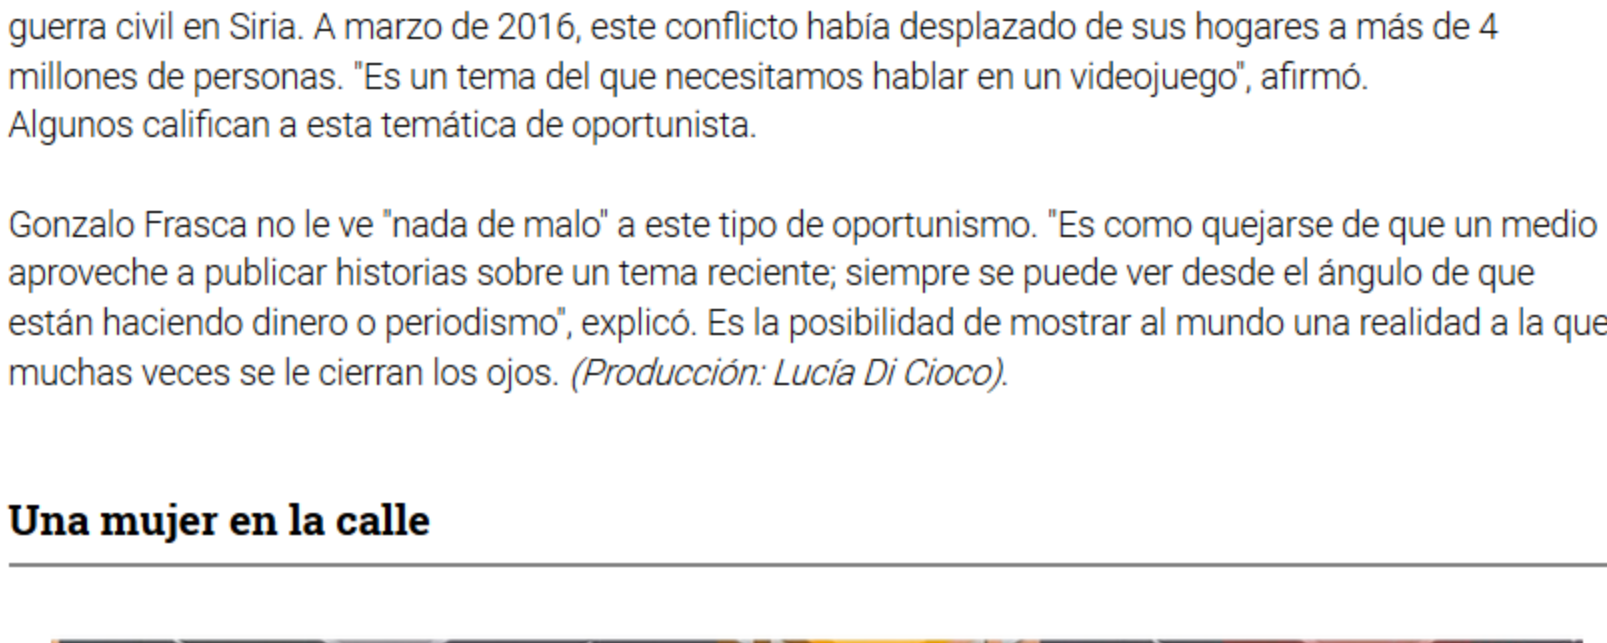 guerra civil en Siria. A marzo de 2016, este conflicto había desplazado de sus hogares a más de 4
millones de personas. "Es un tema del que necesitamos hablar en un videojuego", afirmó.
Algunos califican a esta temática de oportunista.
Gonzalo Frasca no le ve "nada de malo" a este tipo de oportunismo. "Es como quejarse de que un medio
aproveche a publicar historias sobre un tema reciente; siempre se puede ver desde el ángulo de que
están haciendo dinero o periodismo", explicó. Es la posibilidad de mostrar al mundo una realidad a la que
muchas veces se le cierran los ojos. (Producción: Lucía Di Cioco).
Una mujer en la calle